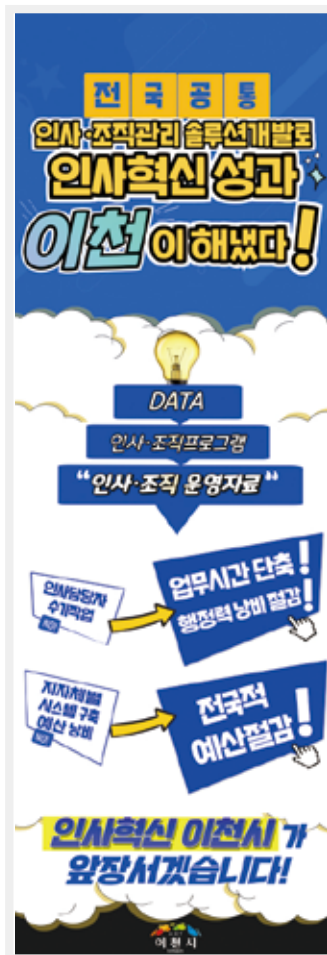 전국공통
인사·조직관리 솔루션개발로
인사혁신 성과
이천이 해냈다!
DATA
인사·조직프로그램
"인사·조직 운영자료"
인사담당자
수기작업
NO!
업무시간 단축!
행정력 낭비 절감!
지자체별
시스템 구축
예산 낭비
NO!
전국적
예산절감!
인사혁신 이천시가
앞장서겠습니다!
이천시